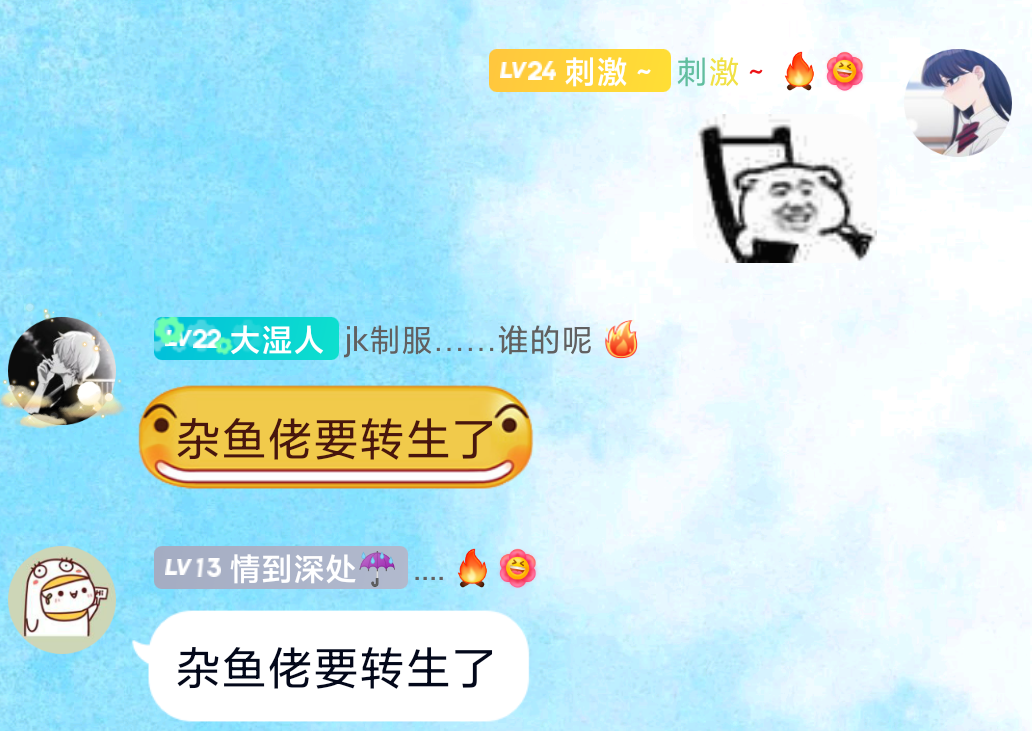 LV24 刺激~ 刺激~
LV22 大湿人 jk制服……谁的呢
杂鱼佬要转生了
LV13 情到深处 ....
HI
杂鱼佬要转生了